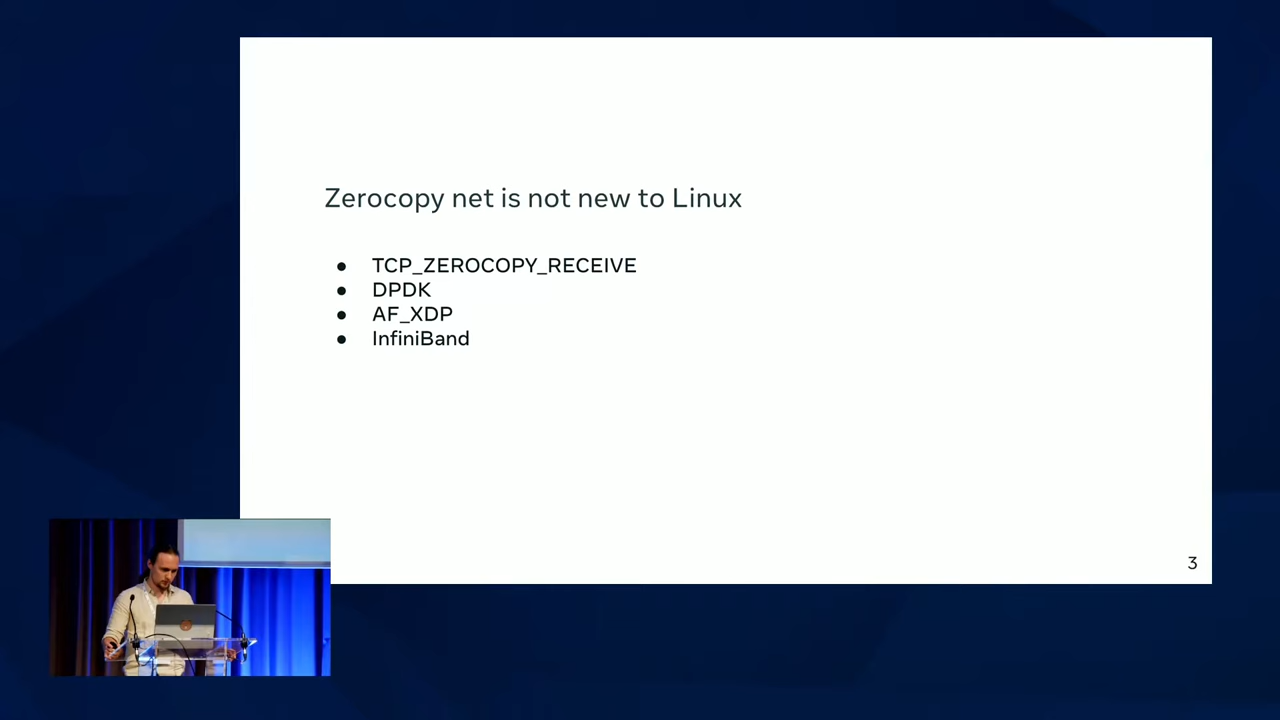 Zerocopy net is not new to Linux
● TCP_ZEROCOPY_RECEIVE
● DPDK
● AF_XDP
● InfiniBand
3